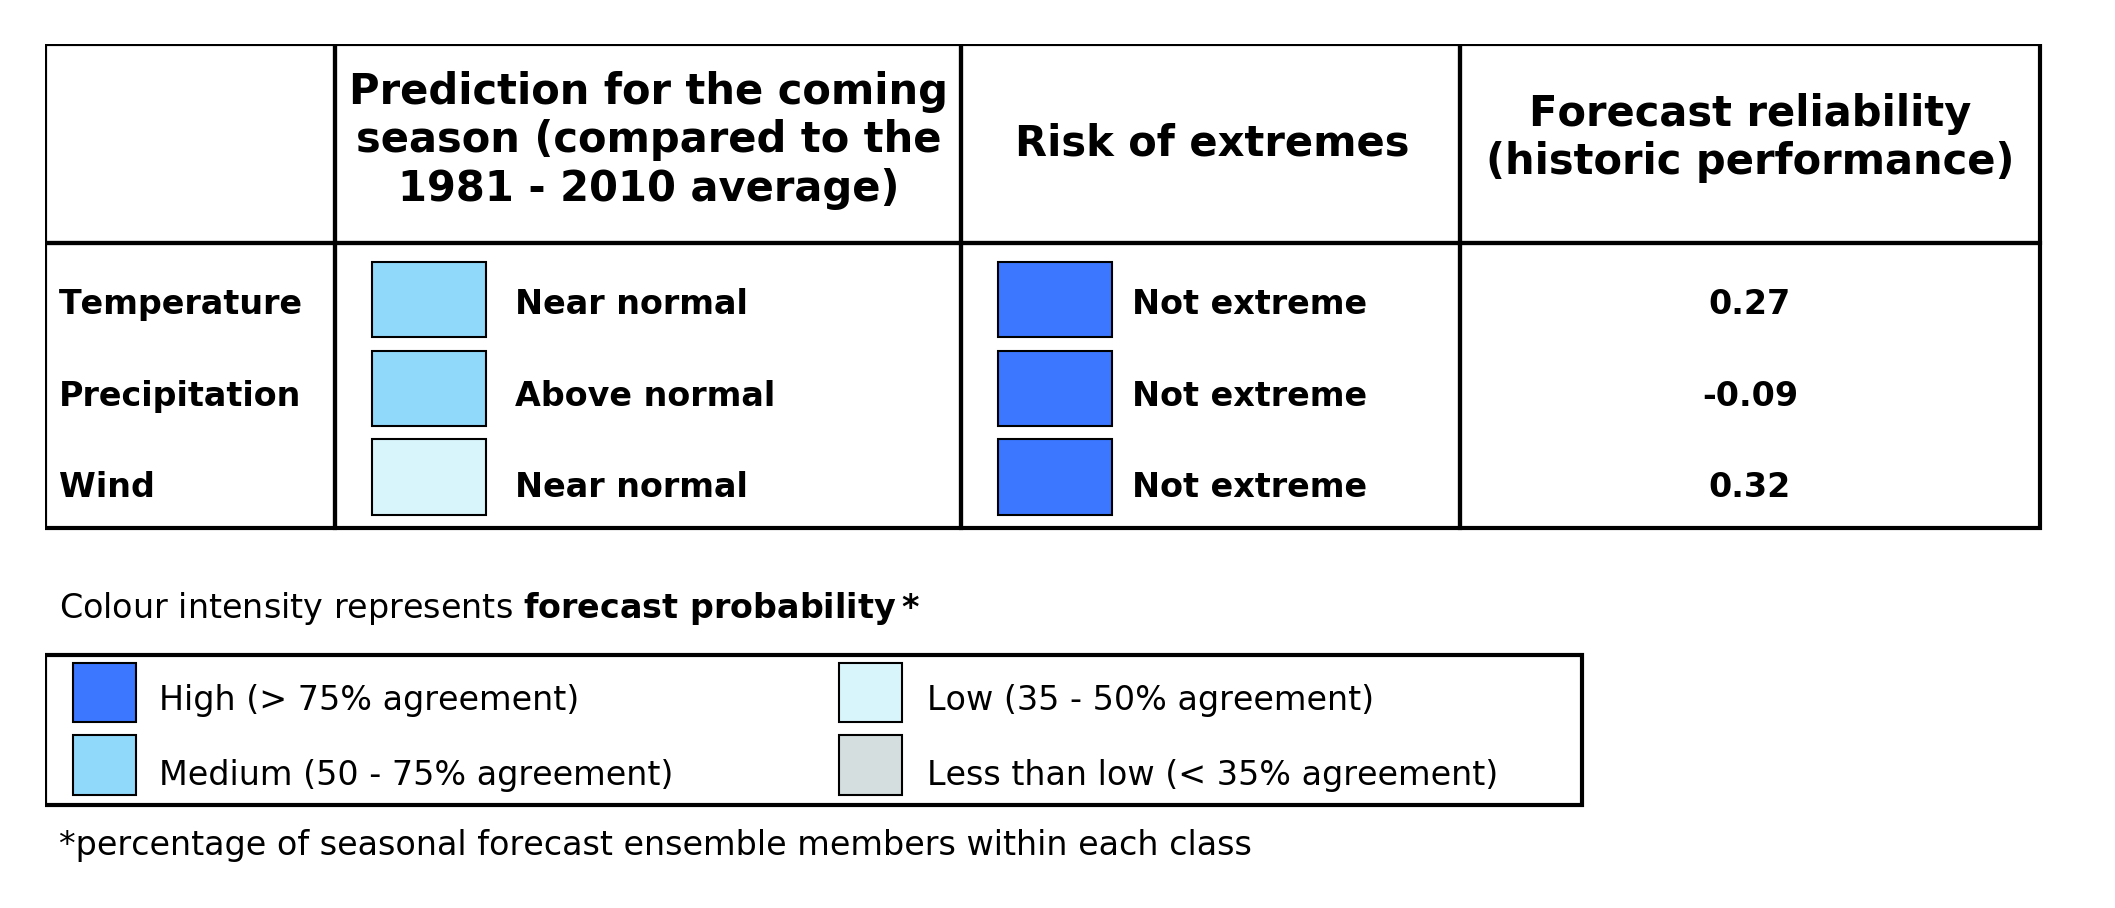 Prediction for the coming
season (compared to the
1981 - 2010 average)
Risk of extremes
Forecast reliability
(historic performance)
Temperature Near normal Not extreme 0.27
Precipitation Above normal Not extreme -0.09
Wind Near normal Not extreme 0.32
Colour intensity represents forecast probability*
High (> 75% agreement) Low (35 - 50% agreement)
Medium (50 - 75% agreement) Less than low (< 35% agreement)
*percentage of seasonal forecast ensemble members within each class